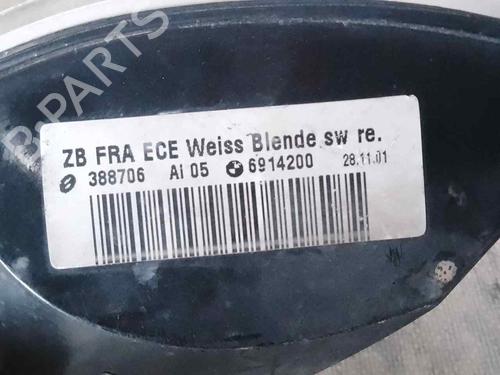 B-PARTS
ZB FRA ECE Weiss Blende sw re.
388706 AI 05 6914200 28.11.01